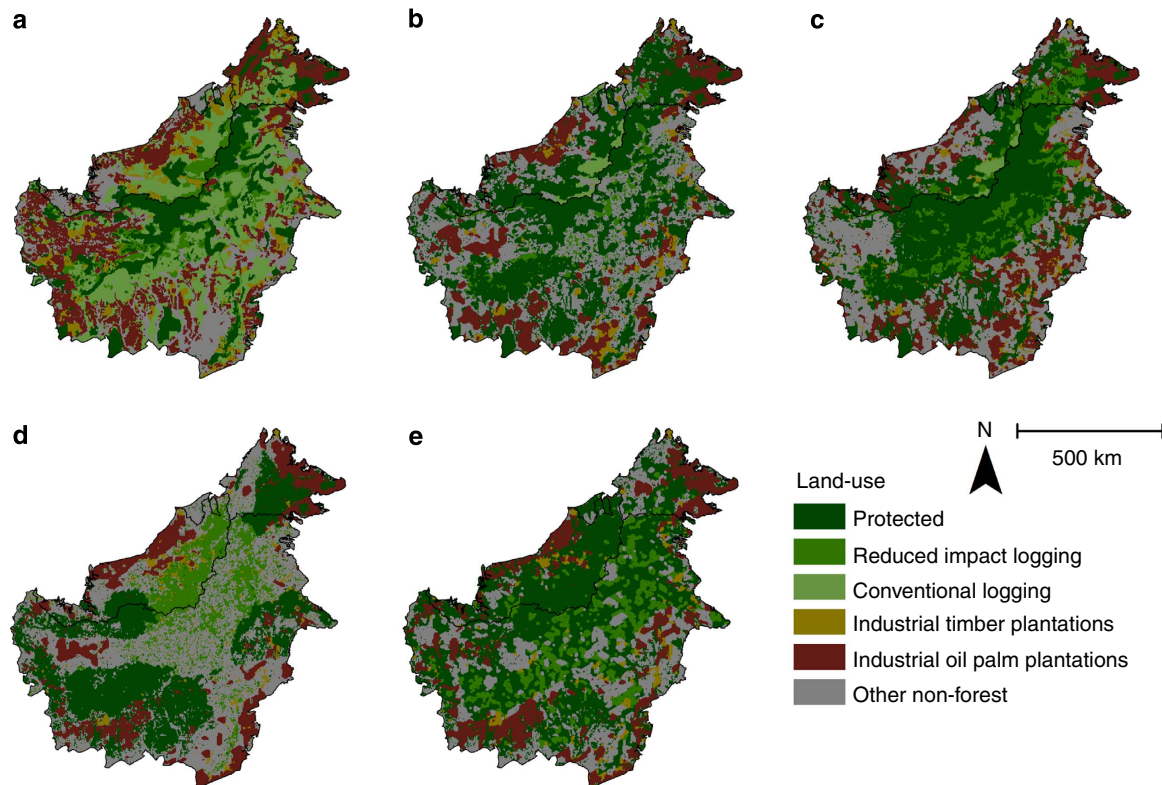 a
b
c
d
e
N
500 km
Land-use
Protected
Reduced impact logging
Conventional logging
Industrial timber plantations
Industrial oil palm plantations
Other non-forest